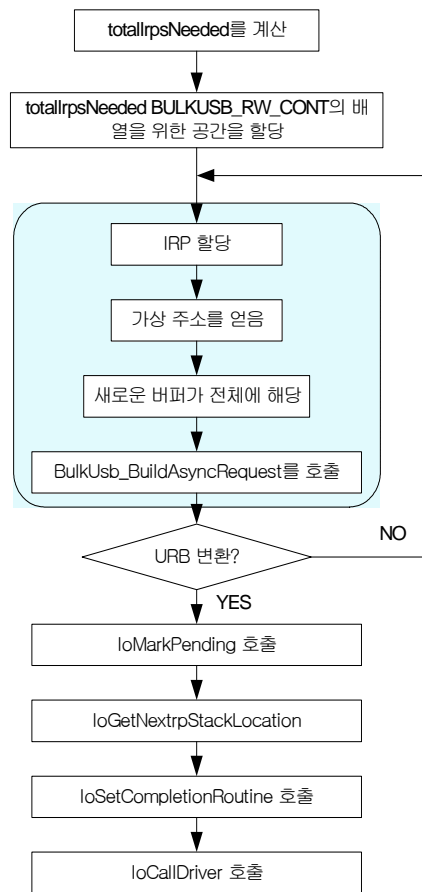 totalIrpsNeeded를 계산
totalIrpsNeeded BULKUSB_RW_CONT의 배
열을 위한 공간을 할당
IRP 할당
가상 주소를 얻음
새로운 버퍼가 전체에 해당
BulkUsb_BuildAsyncRequest를 호출
URB 변환?
NO
YES
IoMarkPending 호출
IoGetNextrpStackLocation
IoSetCompletionRoutine 호출
IoCallDriver 호출